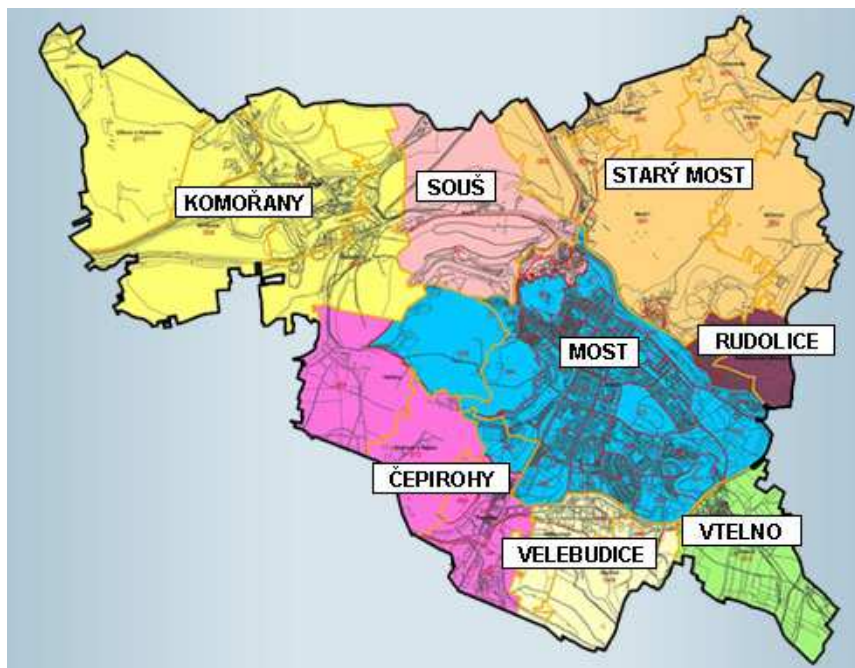 STARÝ MOST
SOUŠ
KOMOŘANY
RUDOLICE
MOST
ČEPIROHY
VTELNO
VELEBUDICE